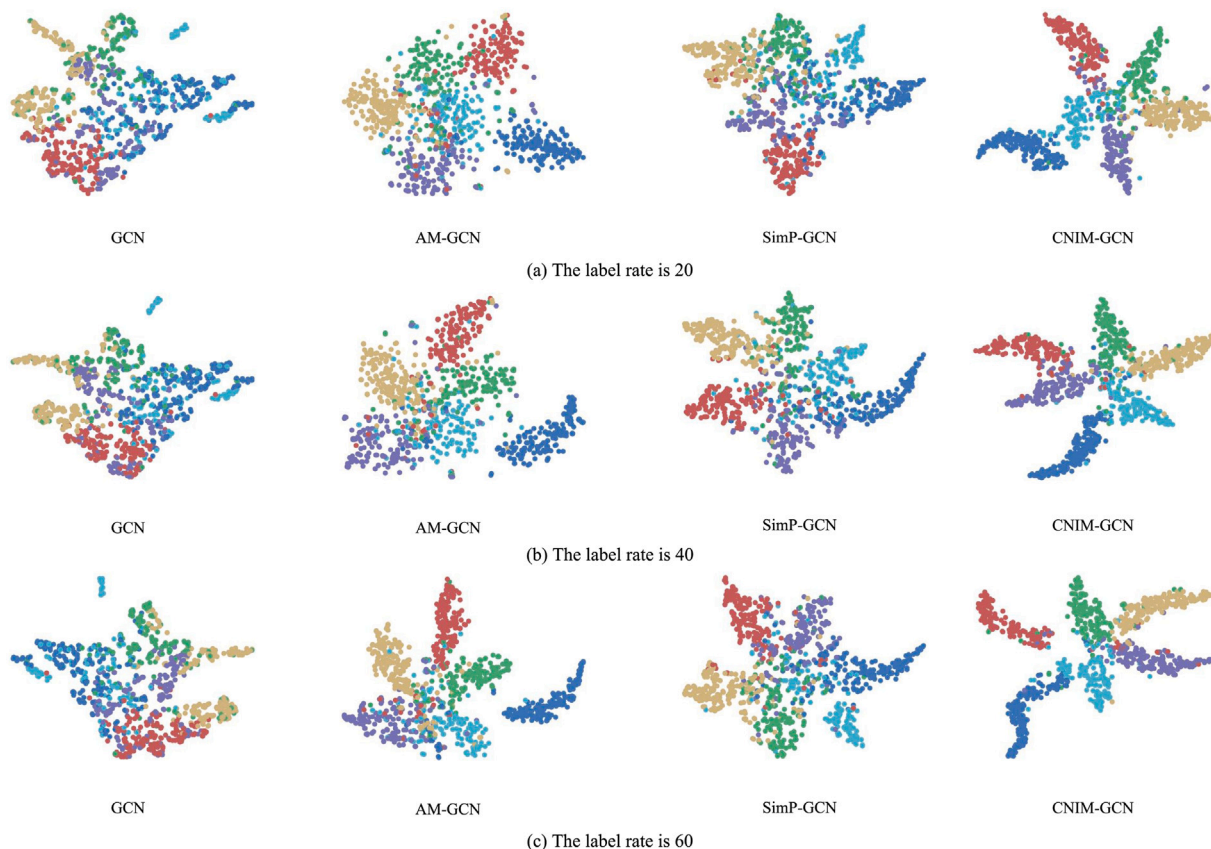 GCN AM-GCN SimP-GCN CNIM-GCN
(a) The label rate is 20
GCN AM-GCN SimP-GCN CNIM-GCN
(b) The label rate is 40
GCN AM-GCN SimP-GCN CNIM-GCN
(c) The label rate is 60